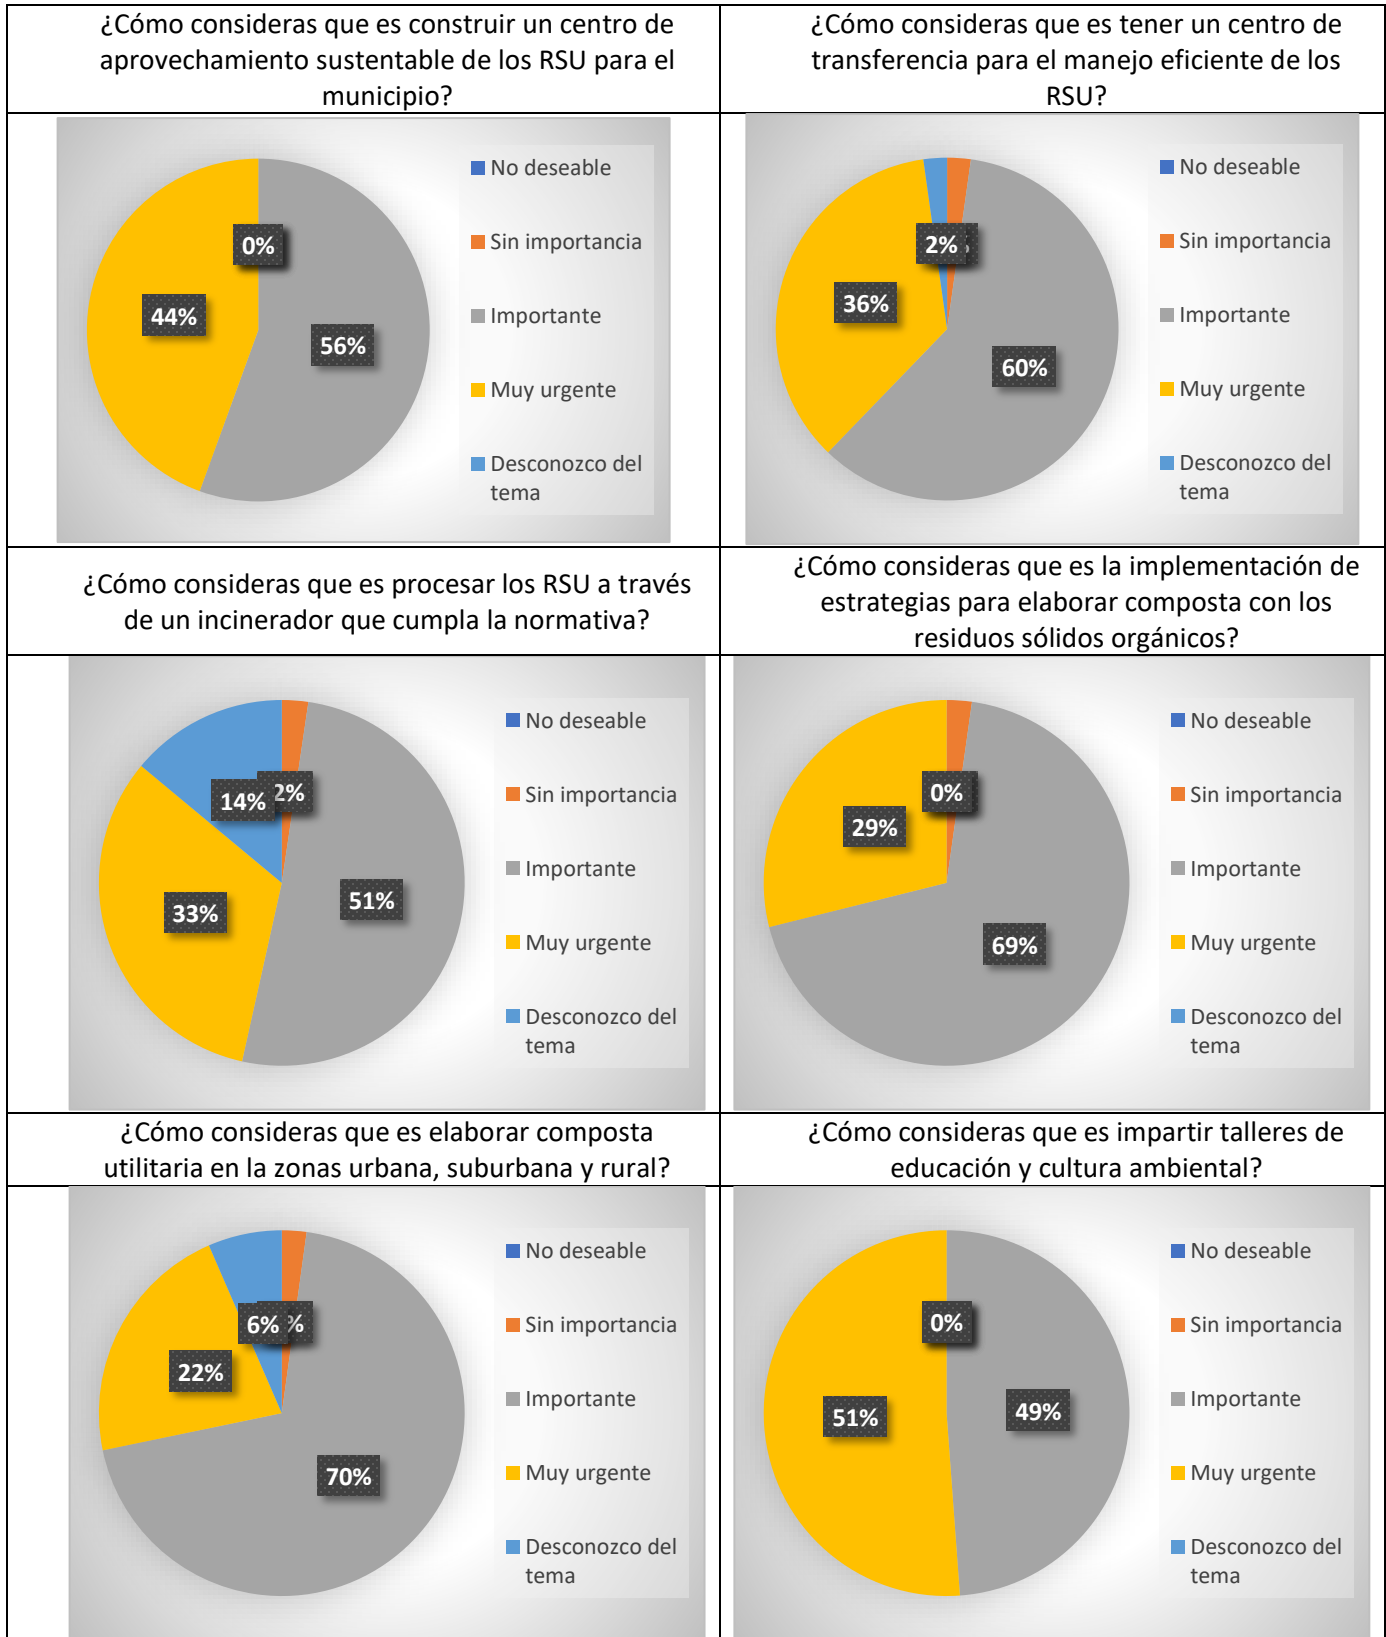 ¿Cómo consideras que es construir un centro de
aprovechamiento sustentable de los RSU para el
municipio?
¿Cómo consideras que es tener un centro de
transferencia para el manejo eficiente de los
RSU?
0%
44%
56%
No deseable
Sin importancia
Importante
Muy urgente
Desconozco del
tema
2%
36%
60%
No deseable
Sin importancia
Importante
Muy urgente
Desconozco del
tema
¿Cómo consideras que es procesar los RSU a través
de un incinerador que cumpla la normativa?
¿Cómo consideras que es la implementación de
estrategias para elaborar composta con los
residuos sólidos orgánicos?
14%
2%
33%
51%
No deseable
Sin importancia
Importante
Muy urgente
Desconozco del
tema
0%
29%
69%
No deseable
Sin importancia
Importante
Muy urgente
Desconozco del
tema
¿Cómo consideras que es elaborar composta
utilitaria en la zonas urbana, suburbana y rural?
¿Cómo consideras que es impartir talleres de
educación y cultura ambiental?
6%
%
22%
70%
No deseable
Sin importancia
Importante
Muy urgente
Desconozco del
tema
0%
51%
49%
No deseable
Sin importancia
Importante
Muy urgente
Desconozco del
tema